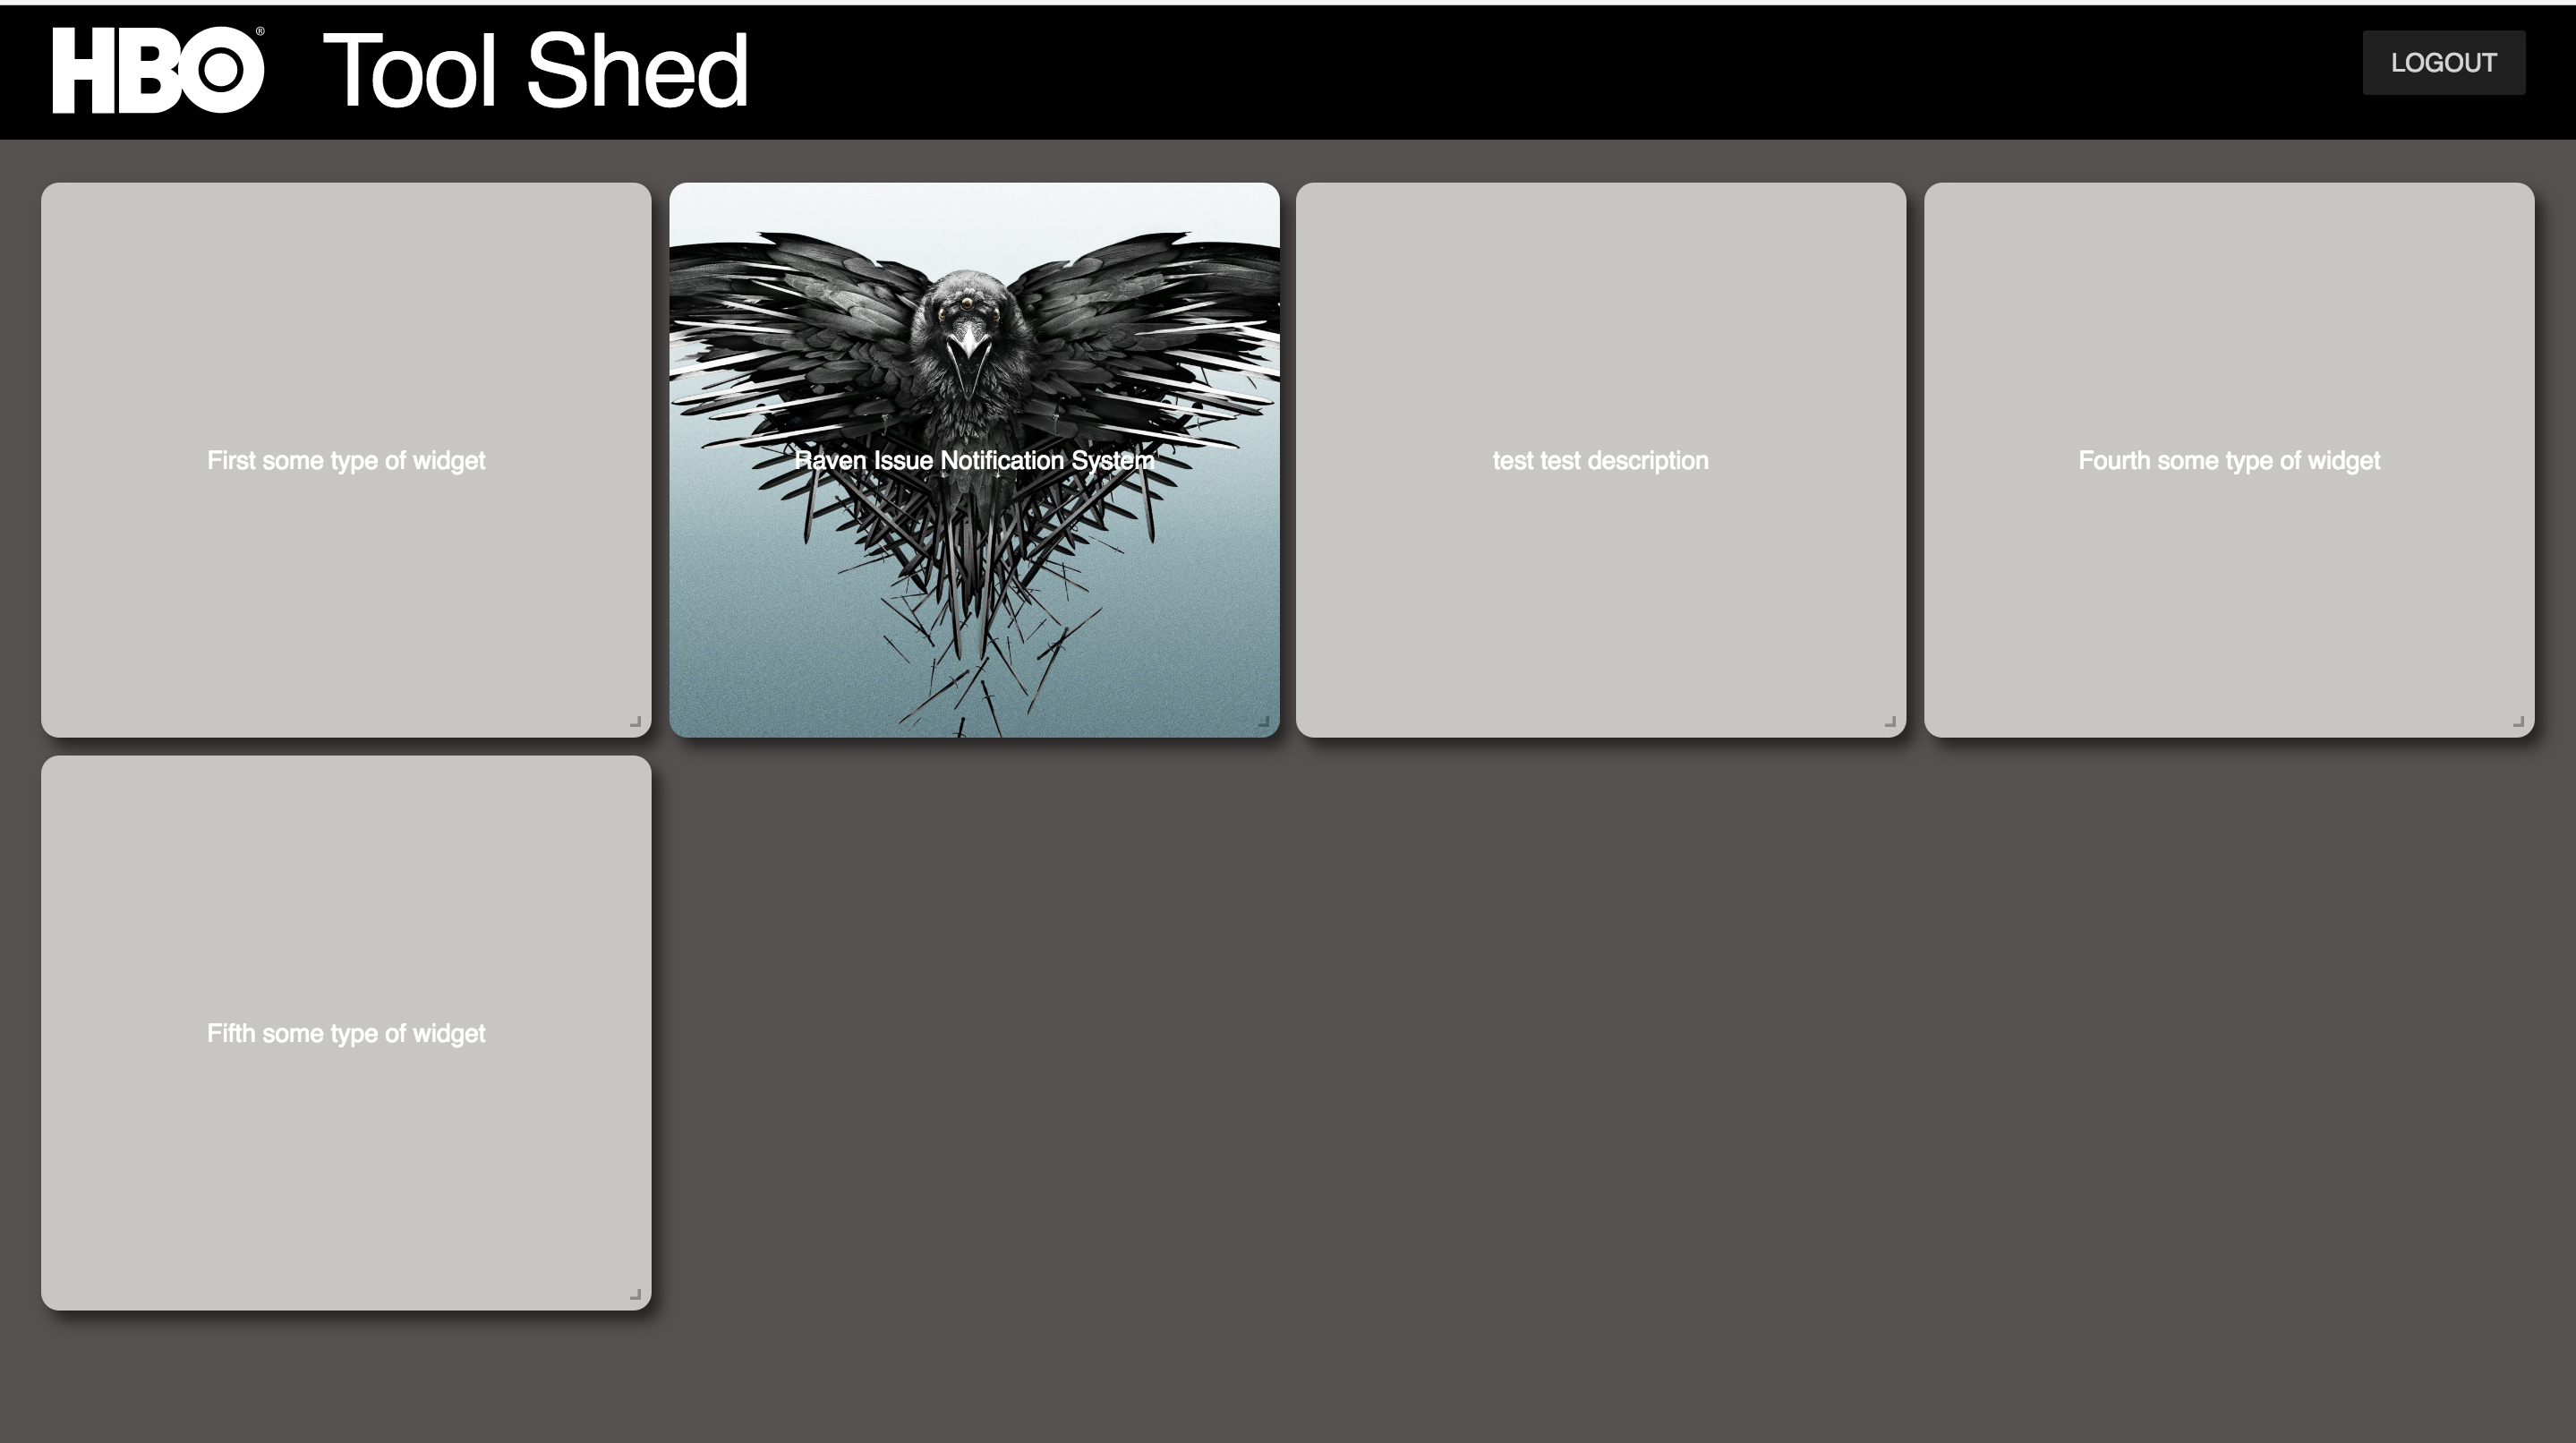 HBO® Tool Shed
LOGOUT
First some type of widget
Raven Issue Notification System
test test description
Fourth some type of widget
Fifth some type of widget